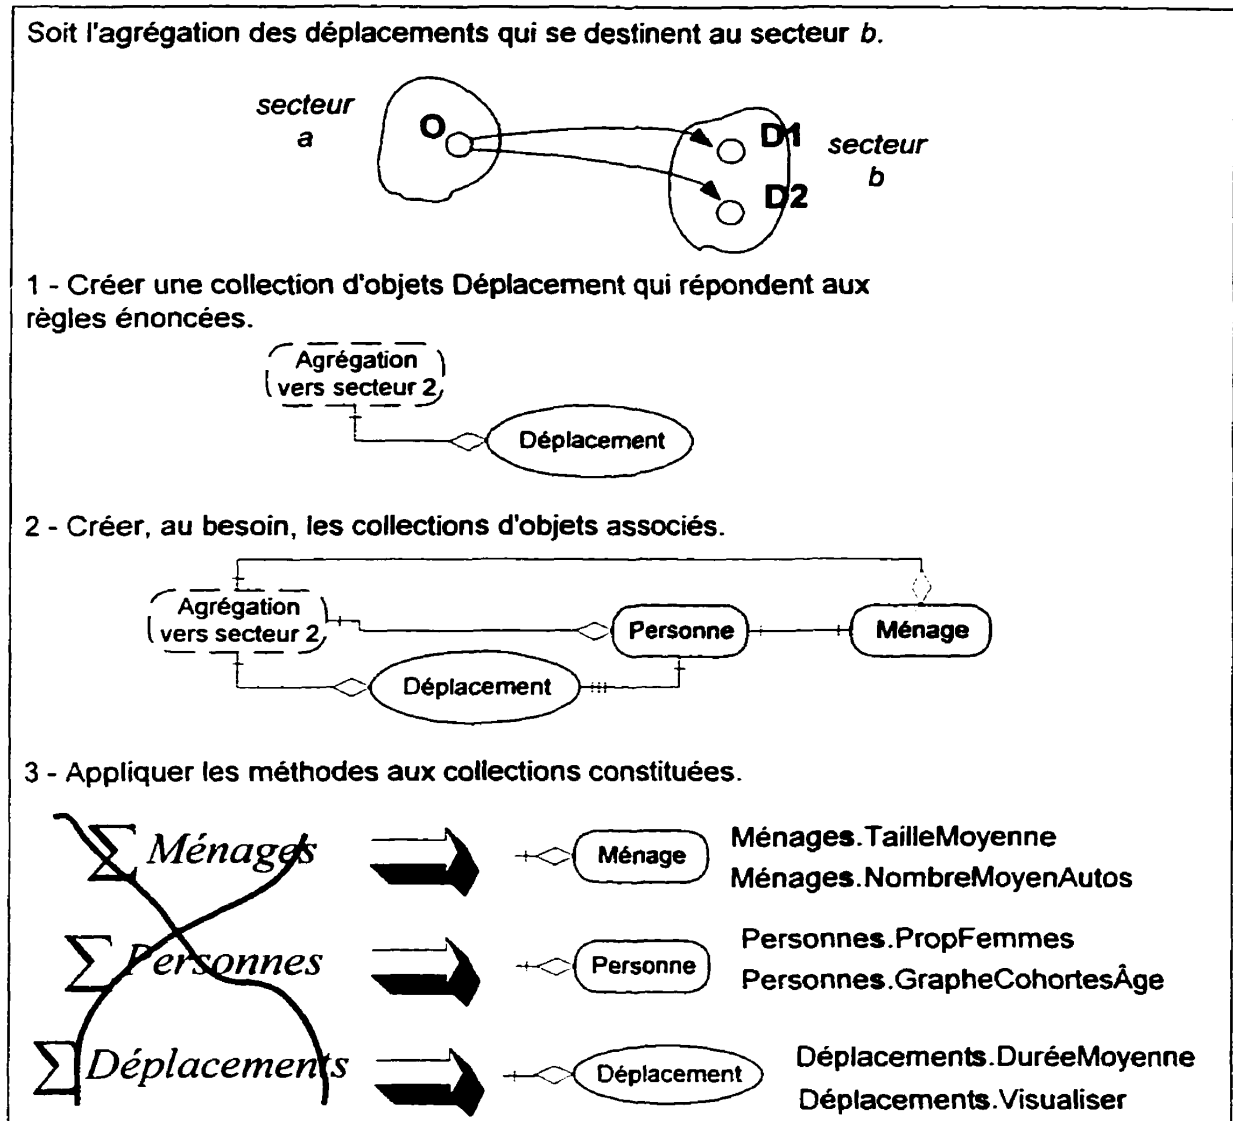 Soit l'agrégation des déplacements qui se destinent au secteur b.
secteur
a
O
D1
D2
secteur
b
1 - Créer une collection d'objets Déplacement qui répondent aux
règles énoncées.
Agrégation
vers secteur 2
Déplacement
2 - Créer, au besoin, les collections d'objets associés.
Agrégation
vers secteur 2
Personne
Ménage
Déplacement
3 - Appliquer les méthodes aux collections constituées.
∑ Ménages
Ménage
Ménages.TailleMoyenne
Ménages.NombreMoyenAutos
∑ Personnes
Personne
Personnes.PropFemmes
Personnes.GrapheCohortesÂge
∑ Déplacements
Déplacement
Déplacements.DuréeMoyenne
Déplacements.Visualiser